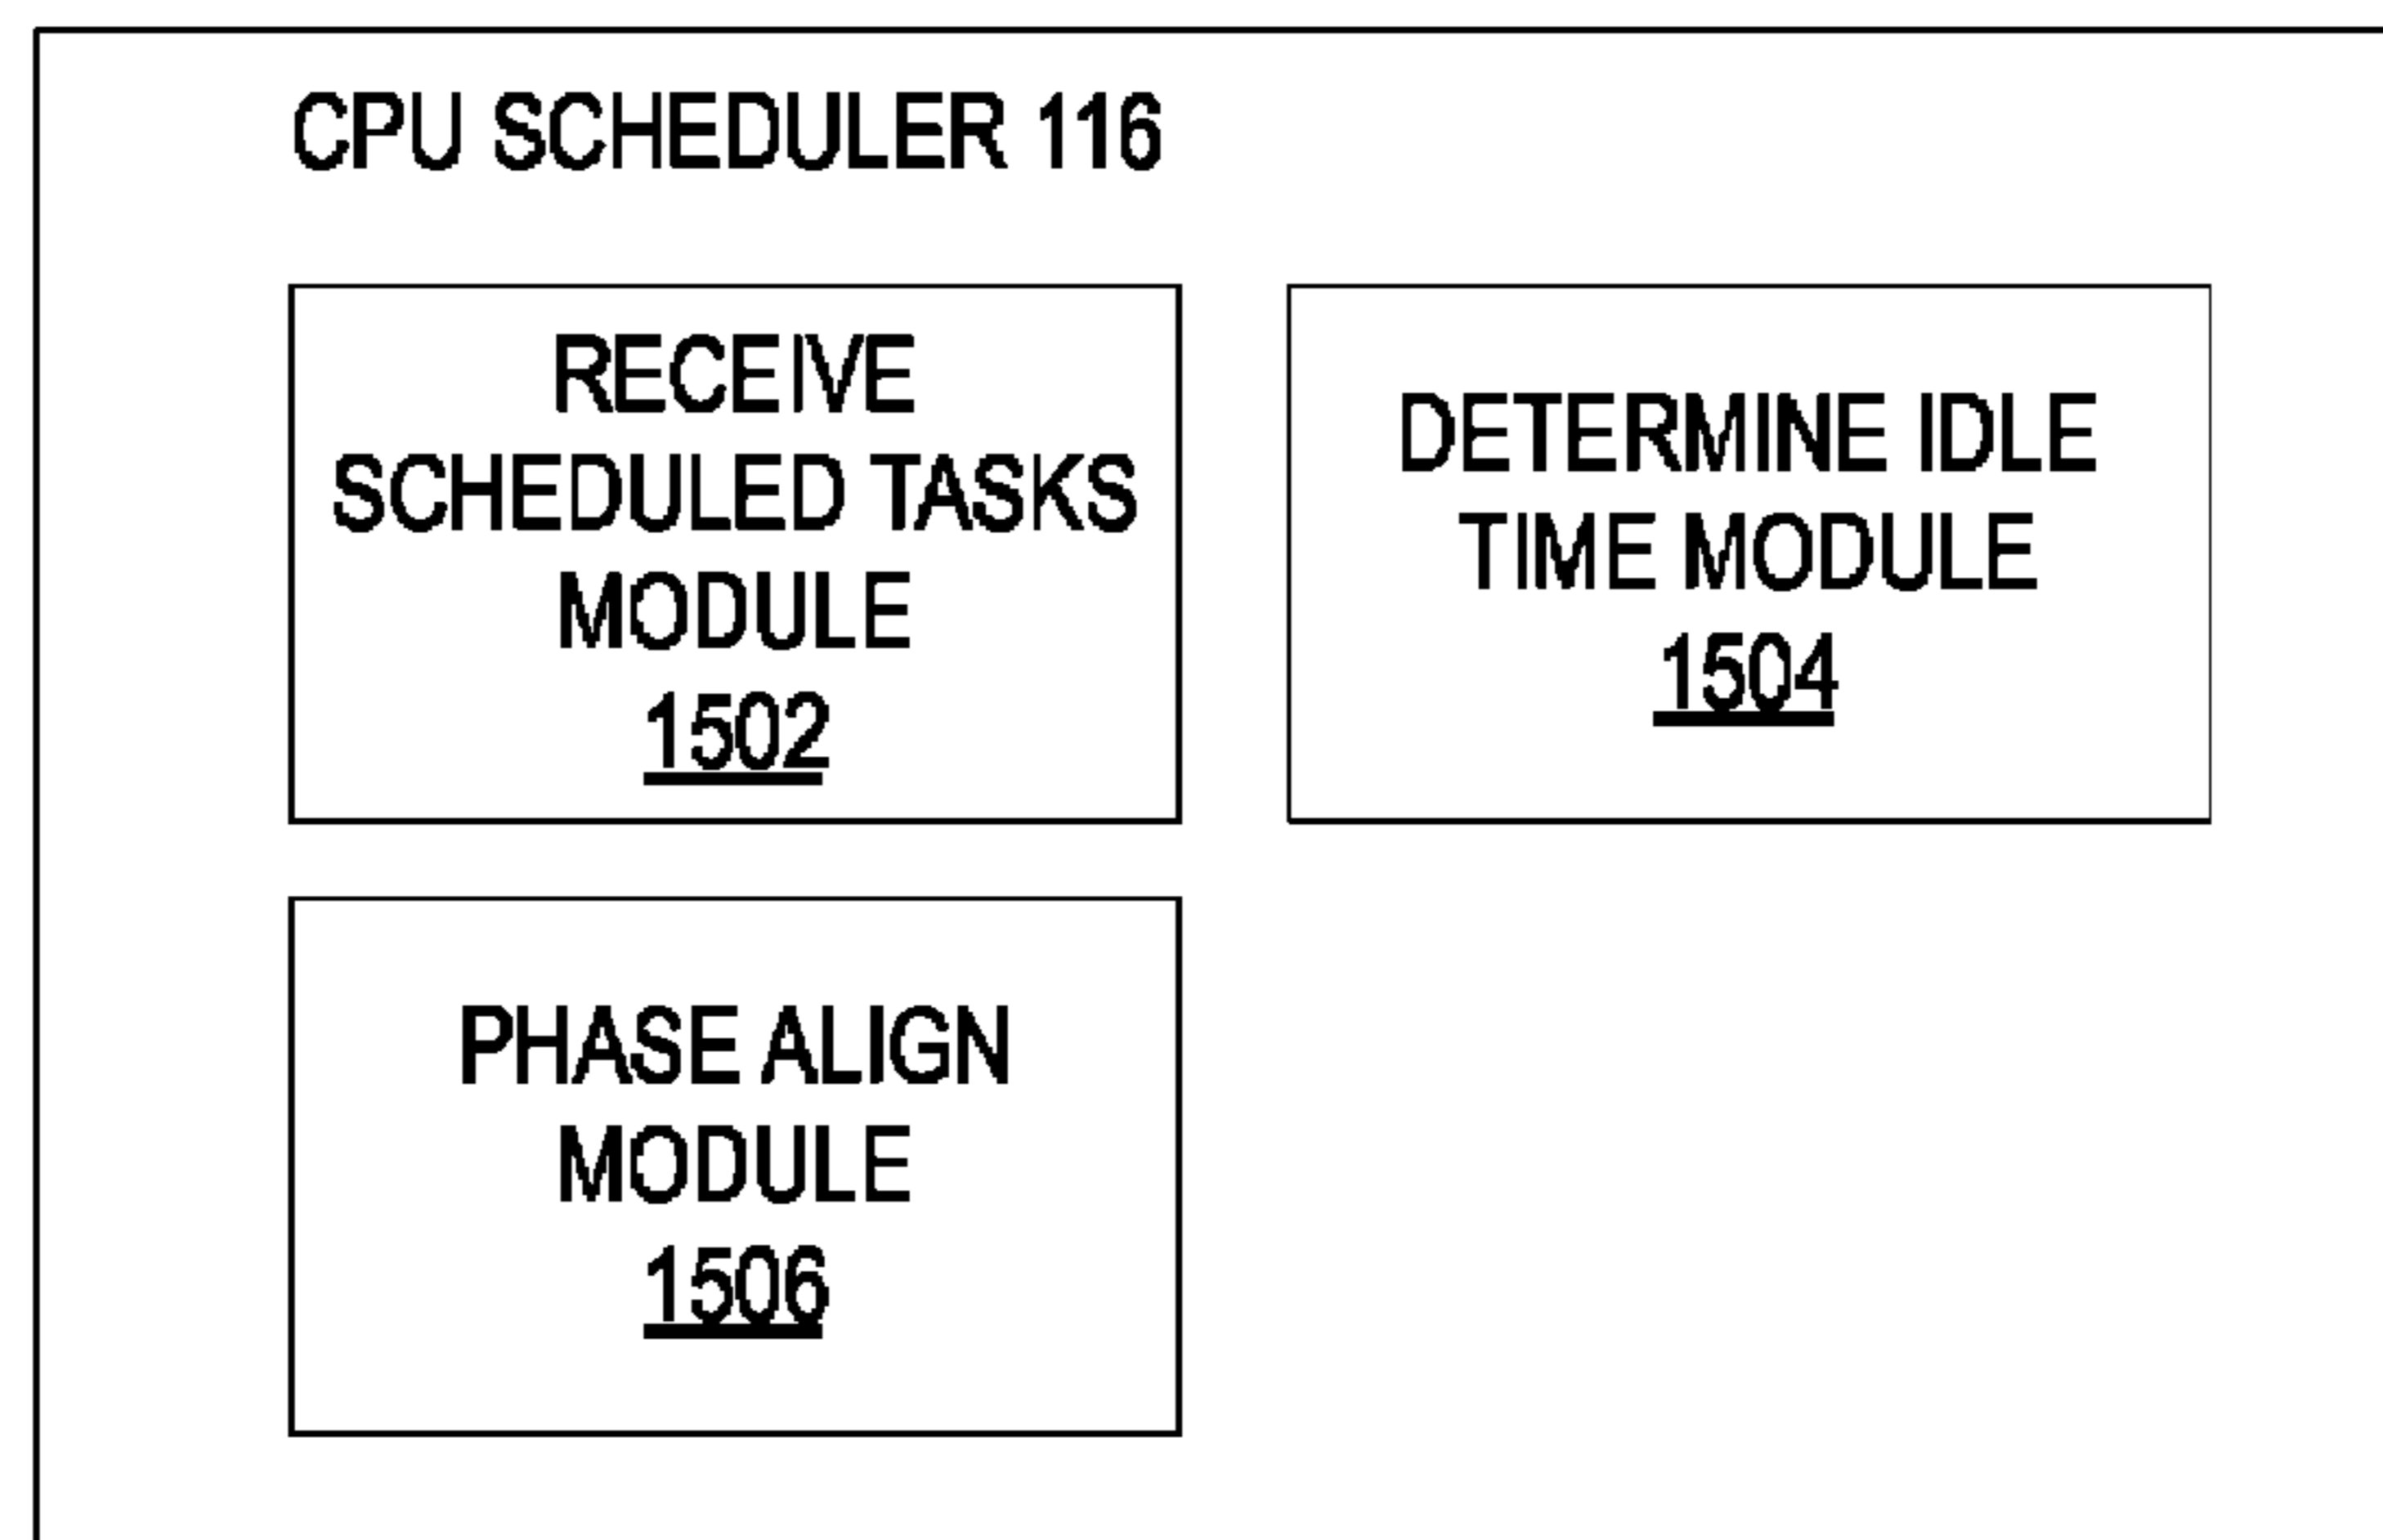 CPU SCHEDULER 116
RECEIVE
SCHEDULED TASKS
MODULE
1502
DETERMINE IDLE
TIME MODULE
1504
PHASE ALIGN
MODULE
1506